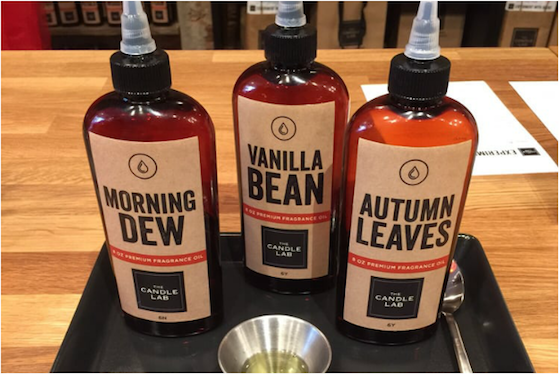 MORNING
DEW
8 OZ PREMIUM FRAGRANCE OIL
THE
CANDLE
LAB
VANILLA
BEAN
8 OZ PREMIUM FRAGRANCE OIL
THE
CANDLE
LAB
AUTUMN
LEAVES
8 OZ PREMIUM FRAGRANCE OIL
THE
CANDLE
LAB
EXPERIM